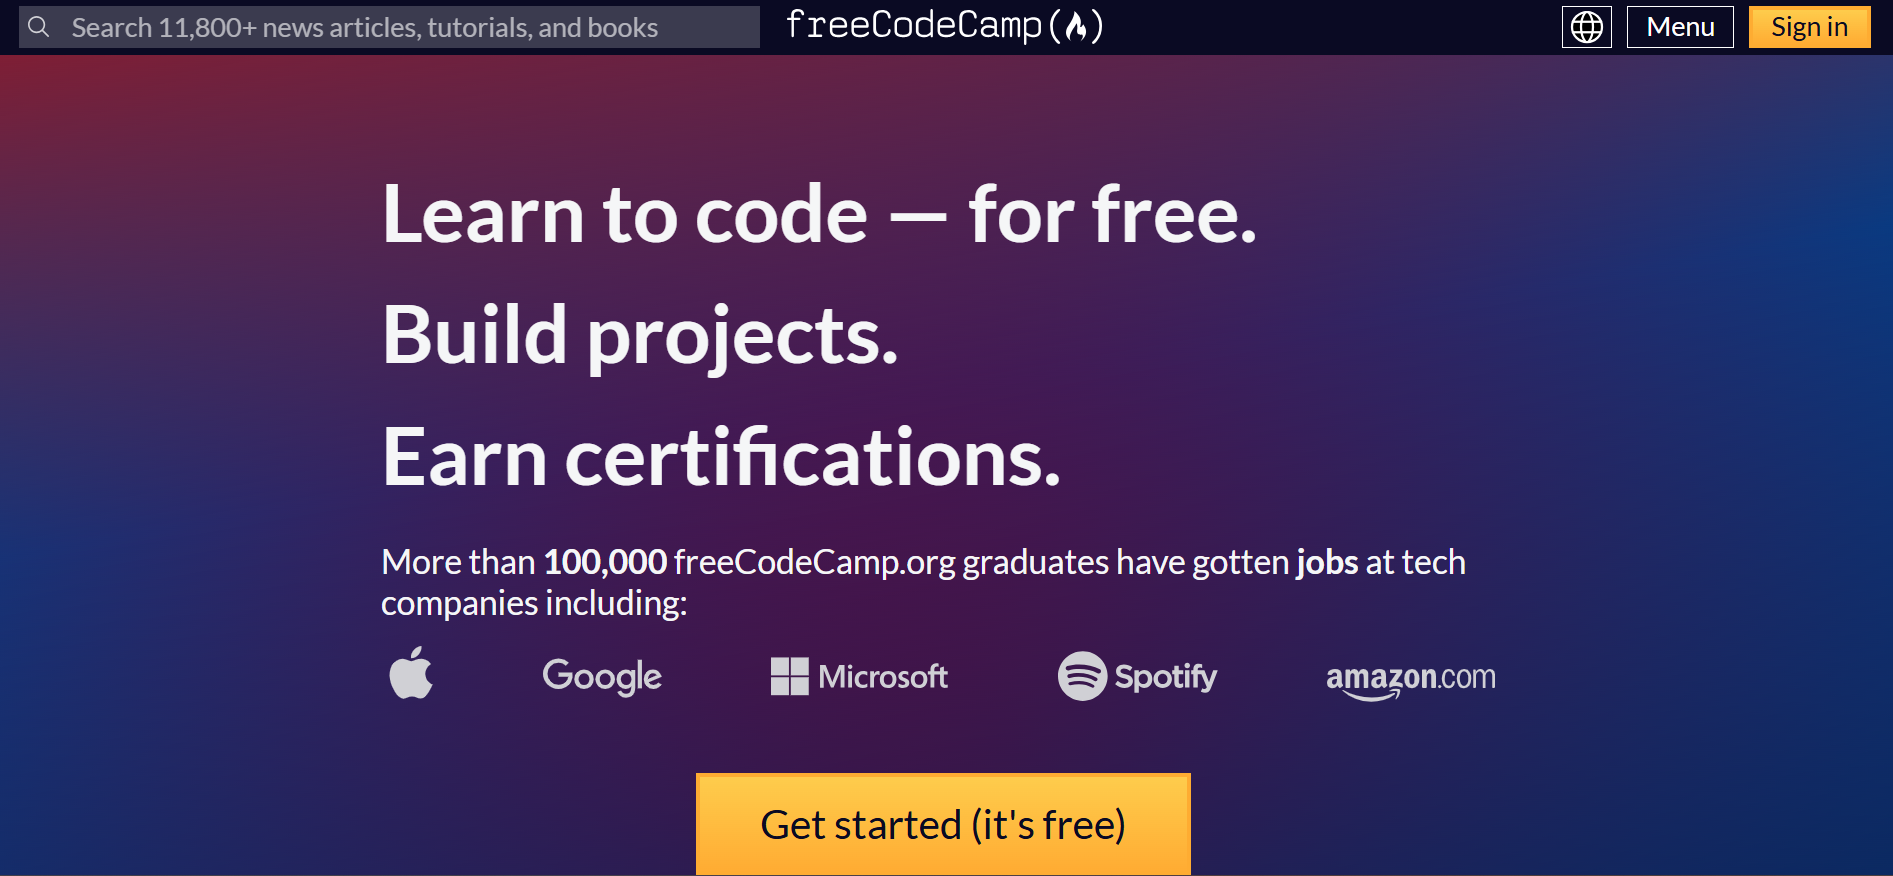 Search 11,800+ news articles, tutorials, and books
freeCodeCamp(🔥)
Menu
Sign in
Learn to code — for free.
Build projects.
Earn certifications.
More than 100,000 freeCodeCamp.org graduates have gotten jobs at tech
companies including:
Google
Microsoft
Spotify
amazon.com
Get started (it's free)